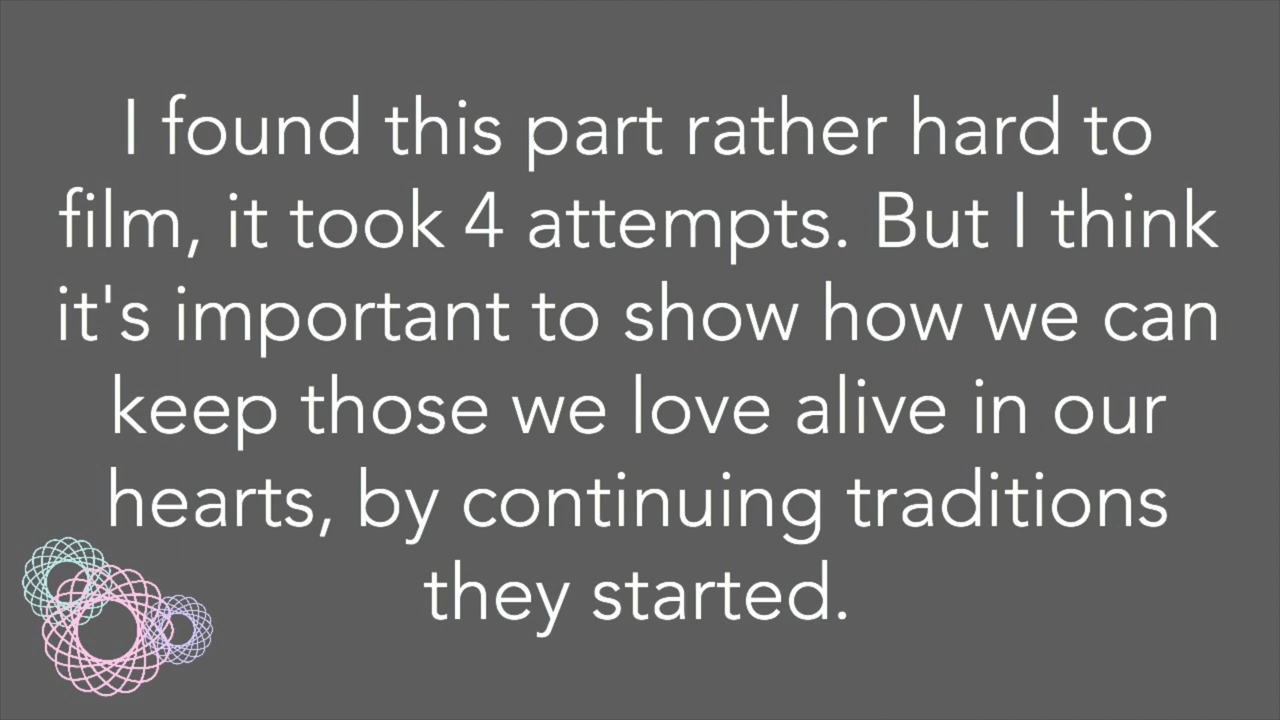 I found this part rather hard to
film, it took 4 attempts. But I think
it's important to show how we can
keep those we love alive in our
hearts, by continuing traditions
they started.